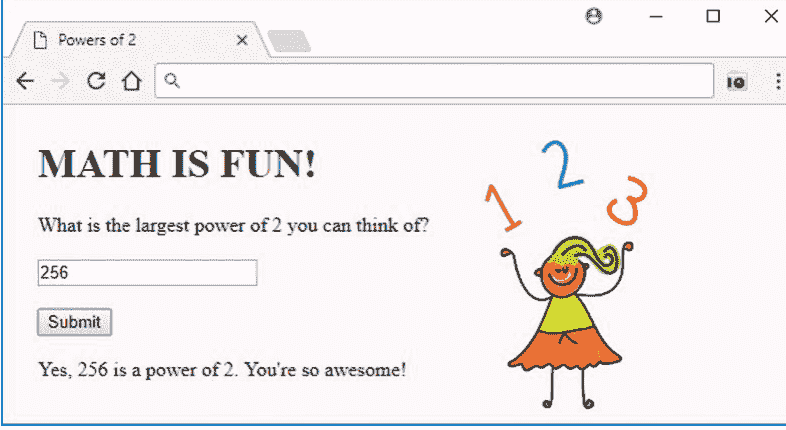 Powers of 2
MATH IS FUN!
1 2 3
What is the largest power of 2 you can think of?
256
Submit
Yes, 256 is a power of 2. You're so awesome!